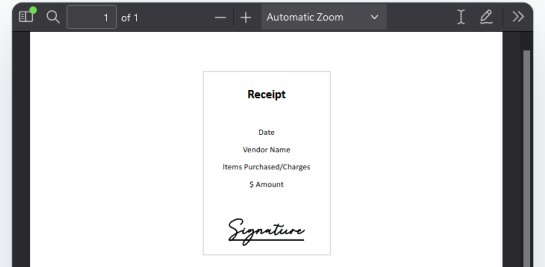 1 of 1
Automatic Zoom
Receipt
Date
Vendor Name
Items Purchased/Charges
$ Amount
Signature